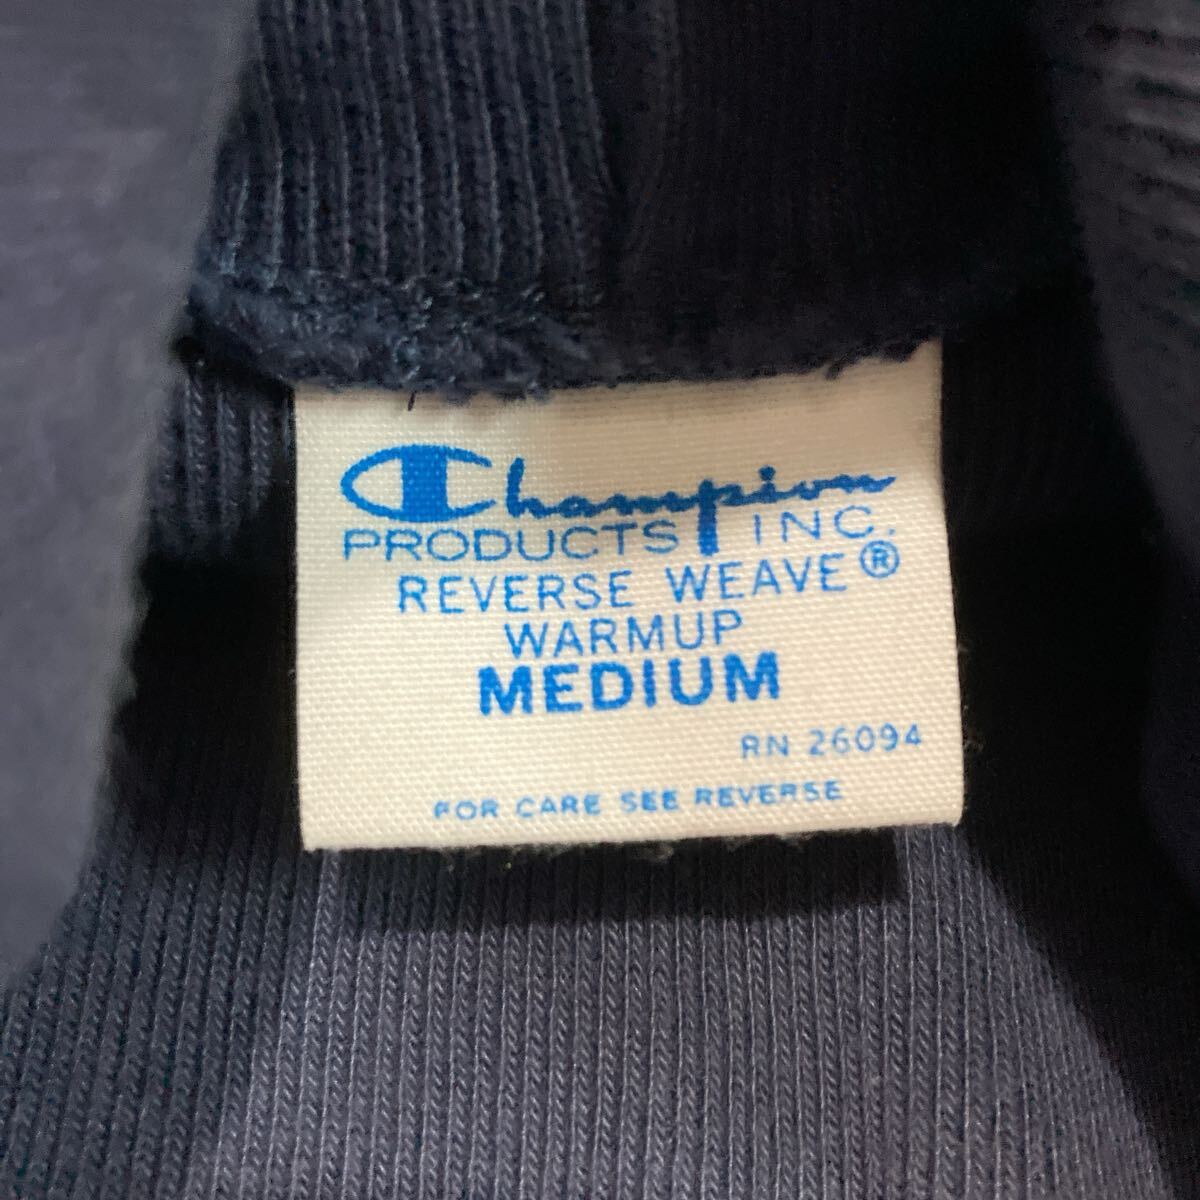 Champion
PRODUCTS INC.
REVERSE WEAVE®
WARMUP
MEDIUM
RN 26094
FOR CARE SEE REVERSE